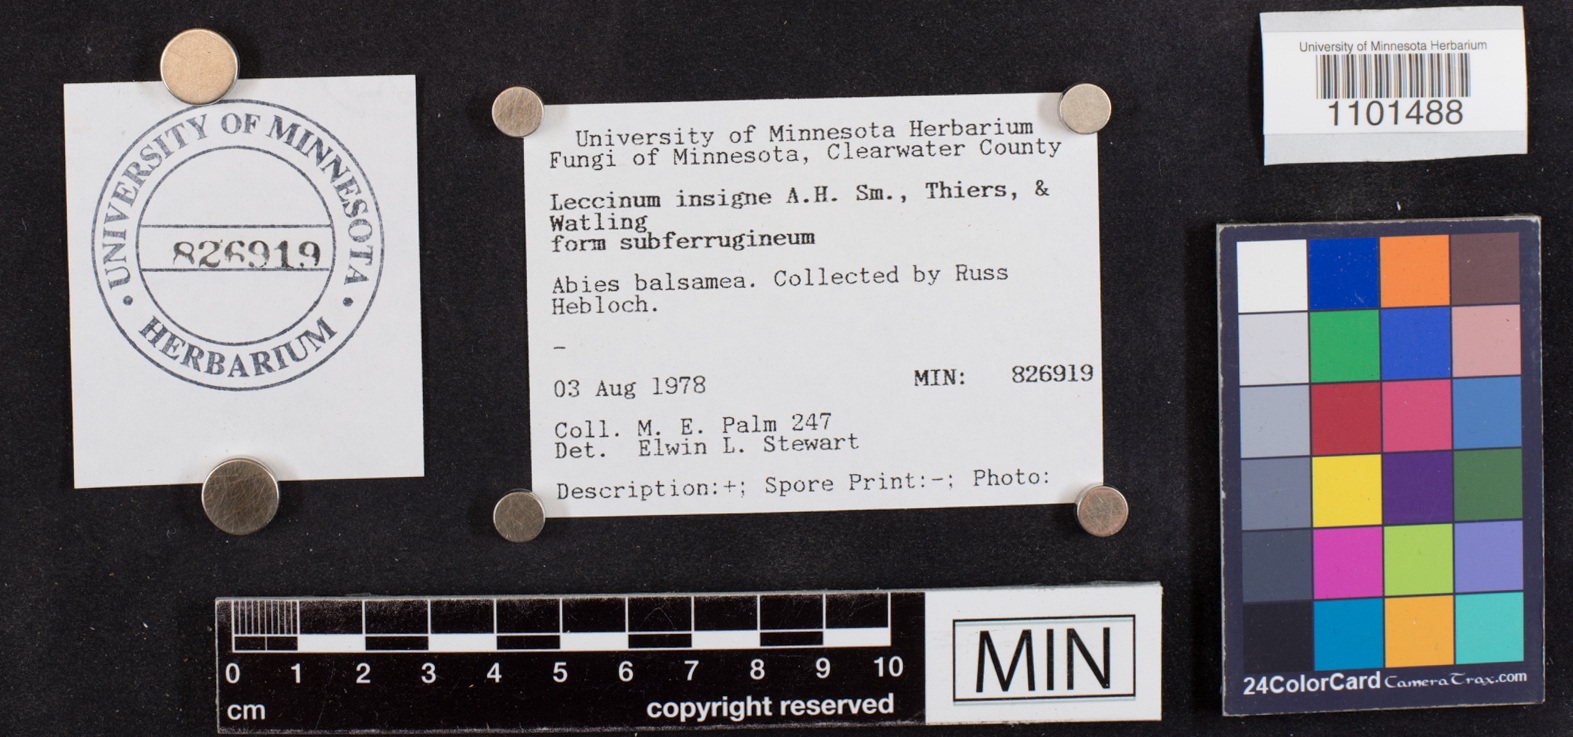 UNIVERSITY OF MINNESOTA
826919
• HERBARIUM •
University of Minnesota Herbarium
Fungi of Minnesota, Clearwater County
Leccinum insigne A.H. Sm., Thiers, &
Watling
form subferrugineum
Abies balsamea. Collected by Russ
Hebloch.
–
03 Aug 1978 MIN: 826919
Coll. M. E. Palm 247
Det. Elwin L. Stewart
Description:+; Spore Print:-; Photo:
University of Minnesota Herbarium
1101488
0 1 2 3 4 5 6 7 8 9 10
cm copyright reserved
MIN
24ColorCard CameraTrax.com